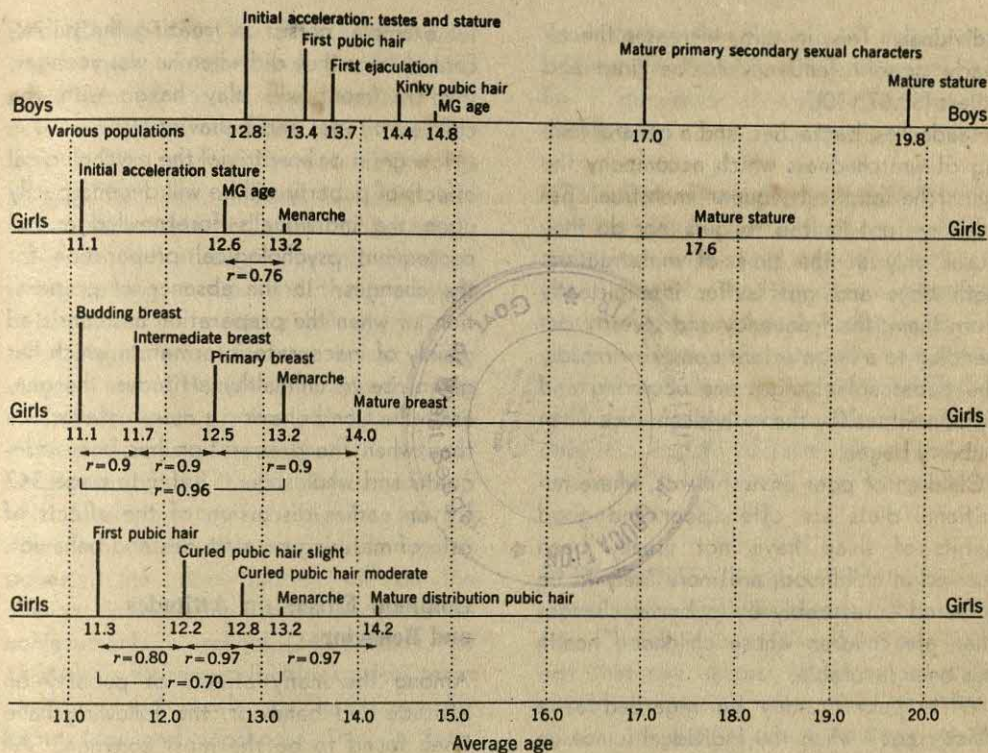 Initial acceleration: testes and stature
First pubic hair
First ejaculation
Kinky pubic hair
MG age
Mature primary secondary sexual characters
Mature stature
Boys Boys
Various populations 12.8 13.4 13.7 14.4 14.8 17.0 19.8
Initial acceleration stature
MG age
Menarche
Mature stature
Girls Girls
11.1 12.6 13.2 17.6
r=0.76
Budding breast
Intermediate breast
Primary breast
Menarche
Mature breast
Girls Girls
11.1 11.7 12.5 13.2 14.0
r=0.9 r=0.9 r=0.9
r=0.96
First pubic hair
Curled pubic hair slight
Curled pubic hair moderate
Menarche Mature distribution pubic hair
Girls Girls
11.3 12.2 12.8 13.2 14.2
r=0.80 r=0.97 r=0.97
r=0.70
11.0 12.0 13.0 14.0 15.0 16.0 17.0 18.0 19.0 20.0
Average age